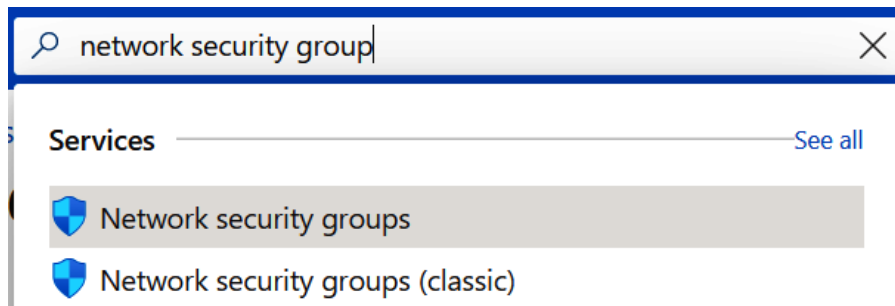 network security group
Services See all
Network security groups
Network security groups (classic)